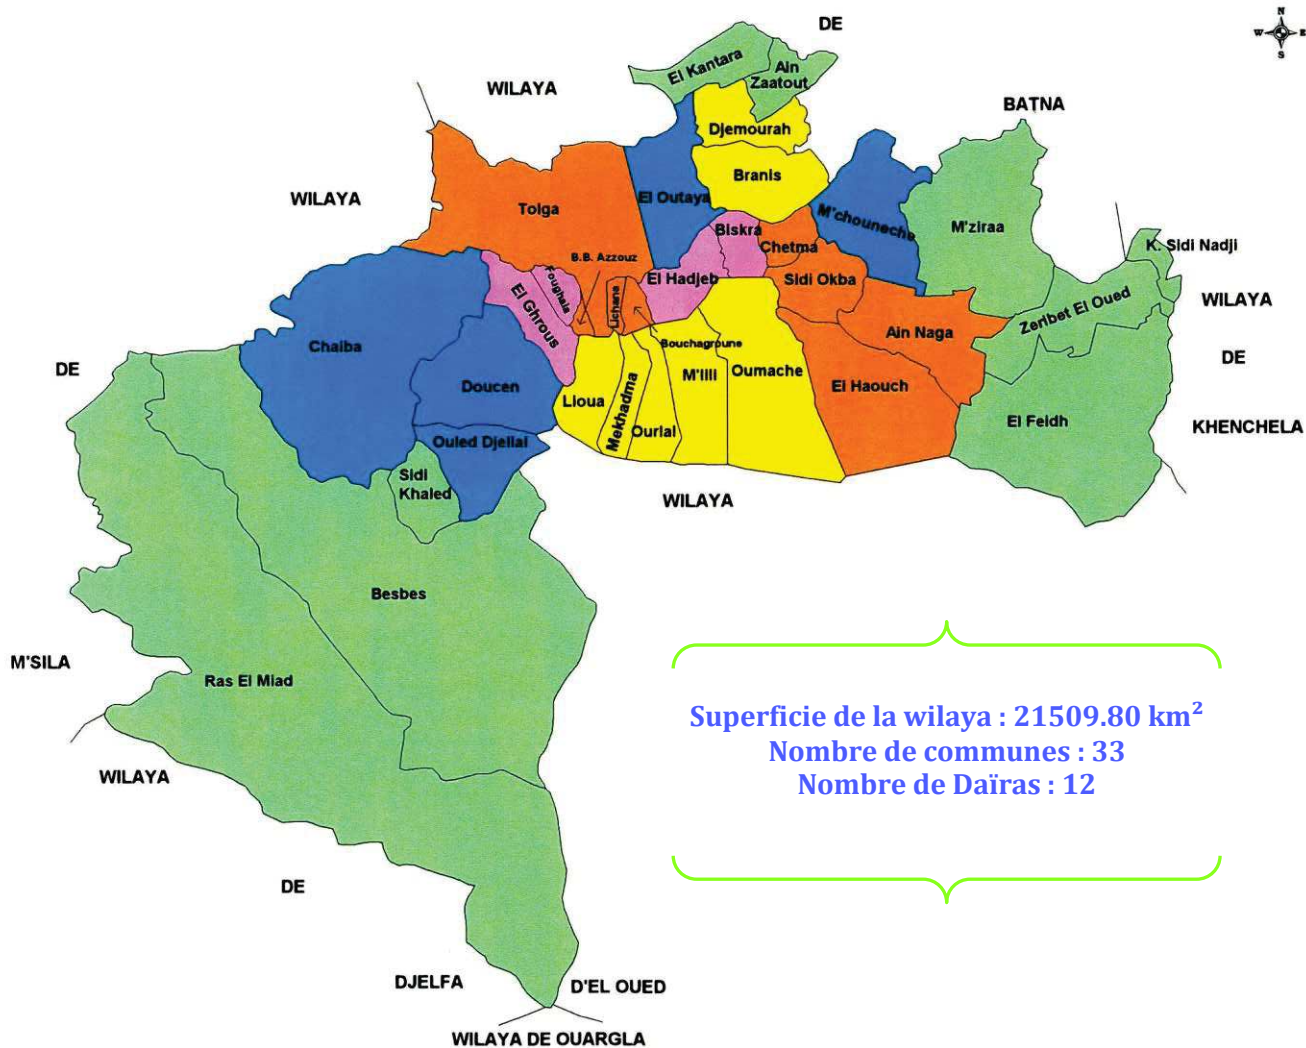 N
W E
S
DE
WILAYA
BATNA
WILAYA
El Kantara
Ain
Zaatout
Djemourah
Branis
El Outaya
M'chouneche
M'ziraa
K. Sidi Nadji
Tolga
Biskra
Chetma
B.B. Azzouz
El Hadjeb
Sidi Okba
Foughala
El Ghrous
Lichana
Zeribet El Oued
WILAYA
Ain Naga
Bouchagroune
Chaiba
DE
DE
Doucen
Lioua
Mekhadma
Ourlal
M'lili
Oumache
El Haouch
El Feidh
KHENCHELA
Ouled Djellal
Sidi
Khaled
WILAYA
Besbes
M'SILA
Ras El Miad
Superficie de la wilaya : 21509.80 km²
Nombre de communes : 33
Nombre de Daïras : 12
WILAYA
DE
DJELFA
D'EL OUED
WILAYA DE OUARGLA